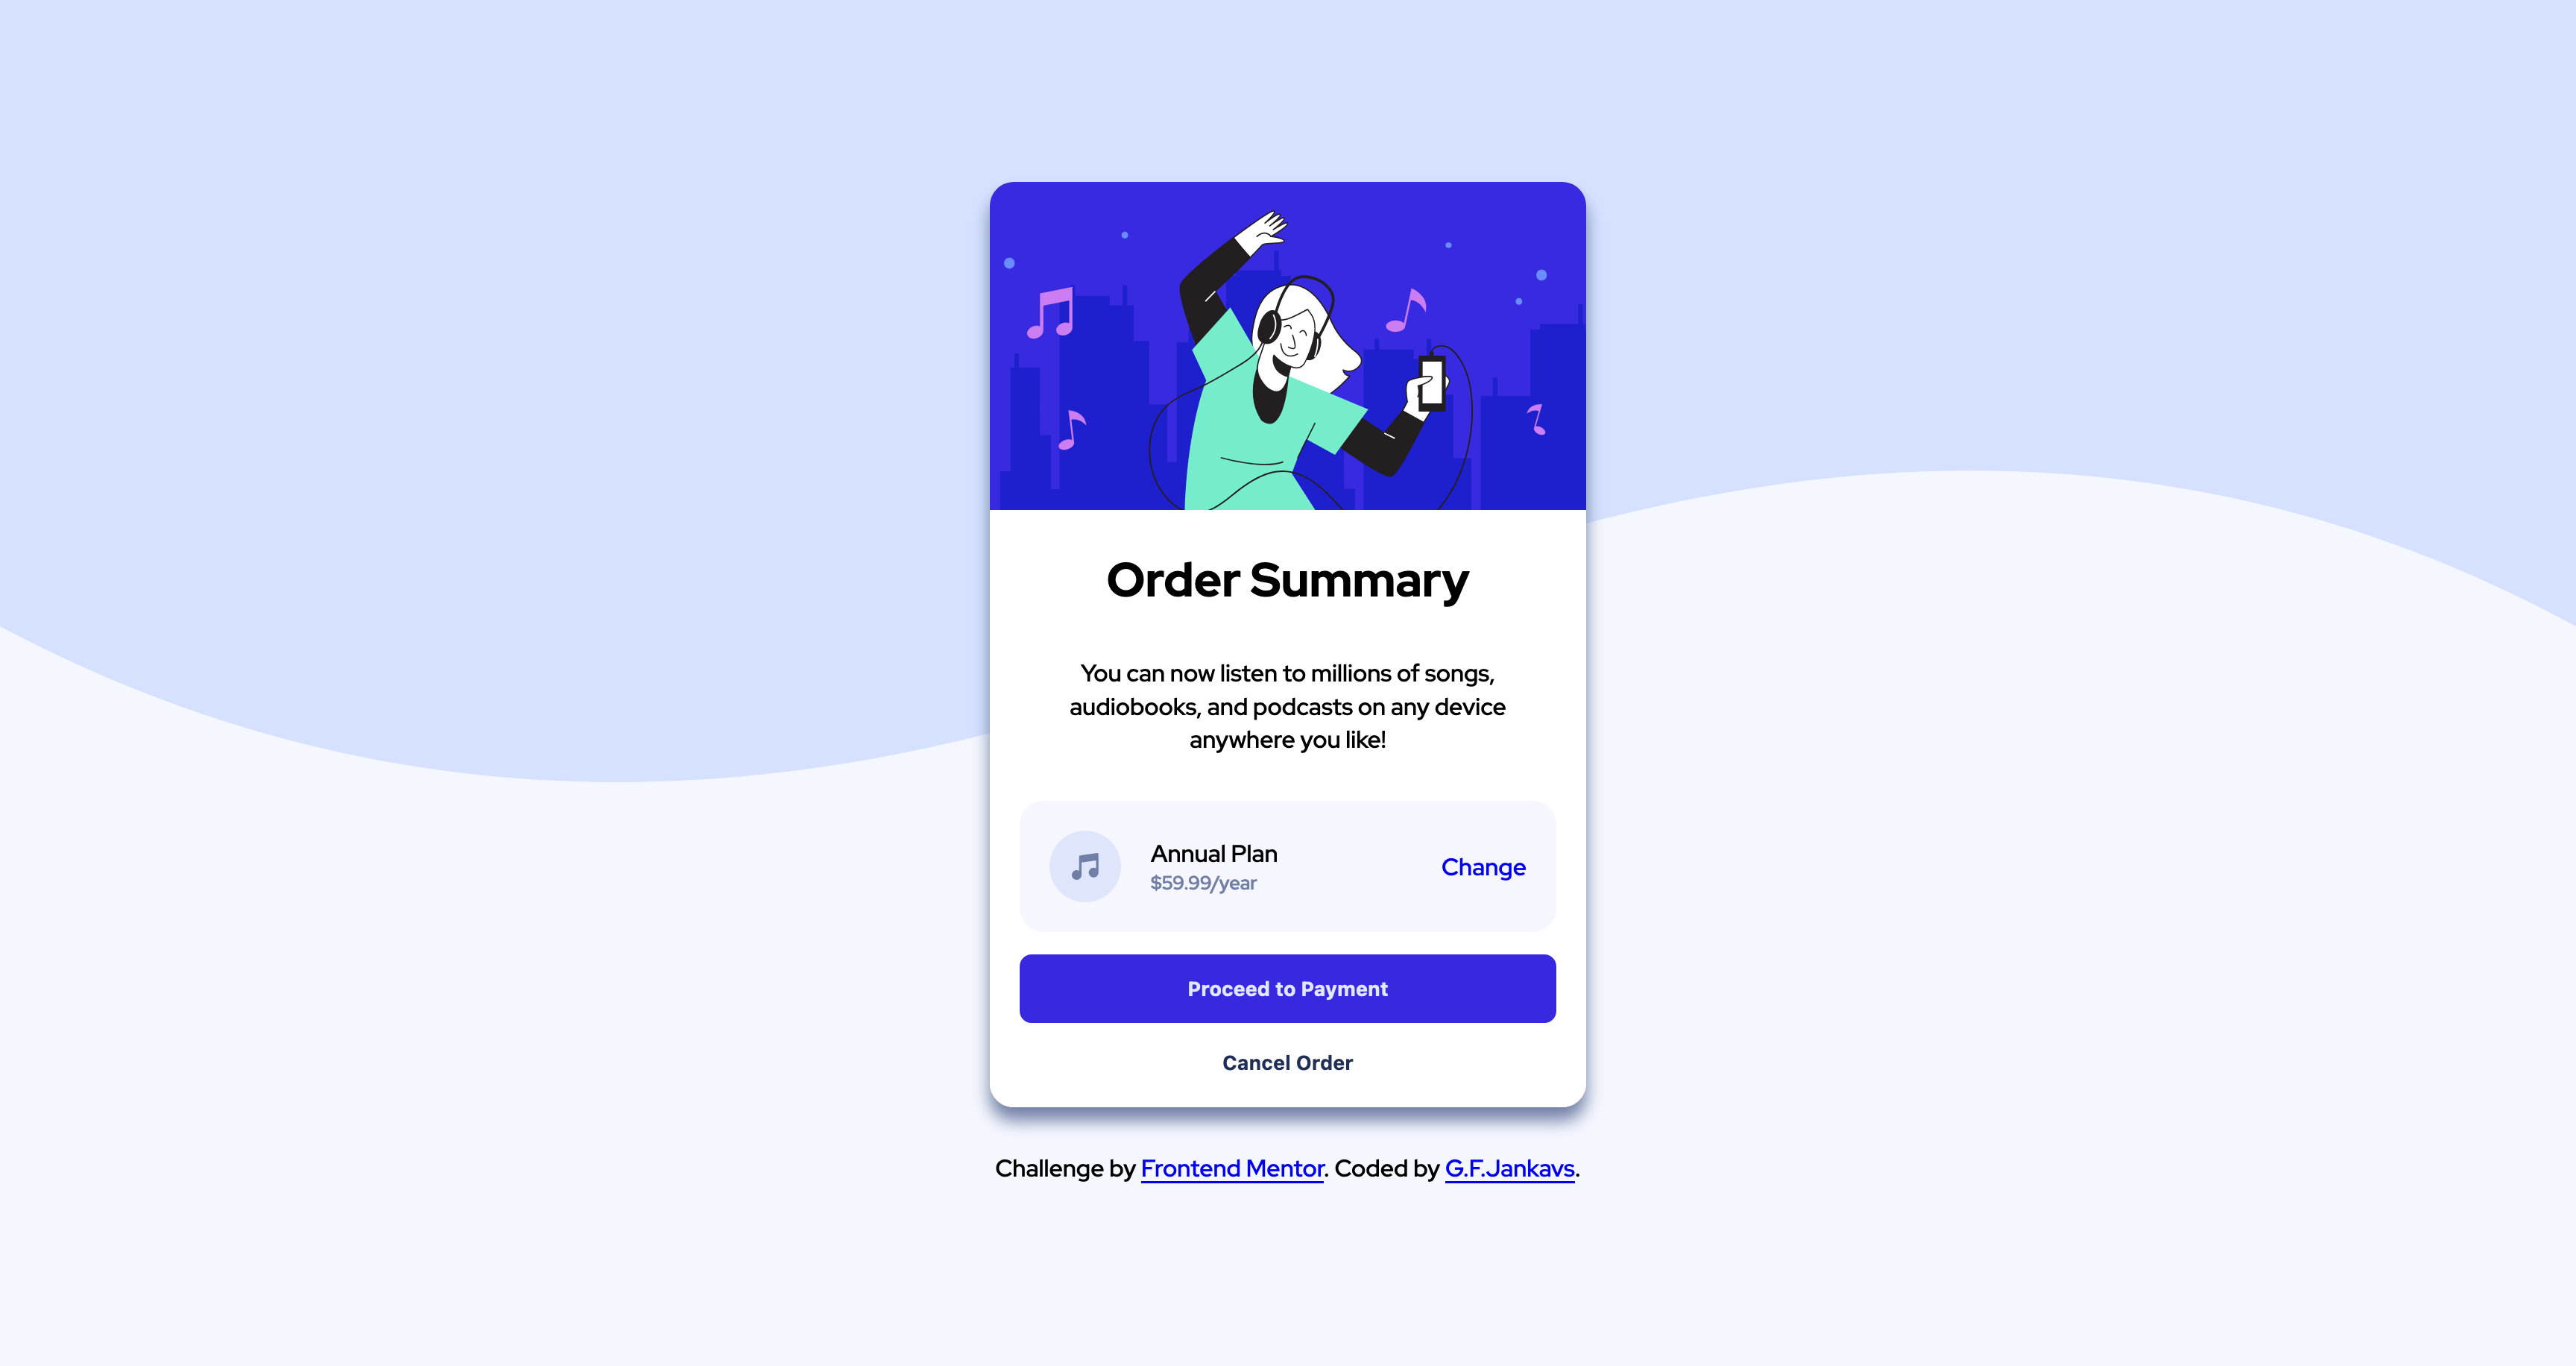 Order Summary
You can now listen to millions of songs,
audiobooks, and podcasts on any device
anywhere you like!
Annual Plan
$59.99/year
Change
Proceed to Payment
Cancel Order
Challenge by Frontend Mentor. Coded by G.F.Jankavs.